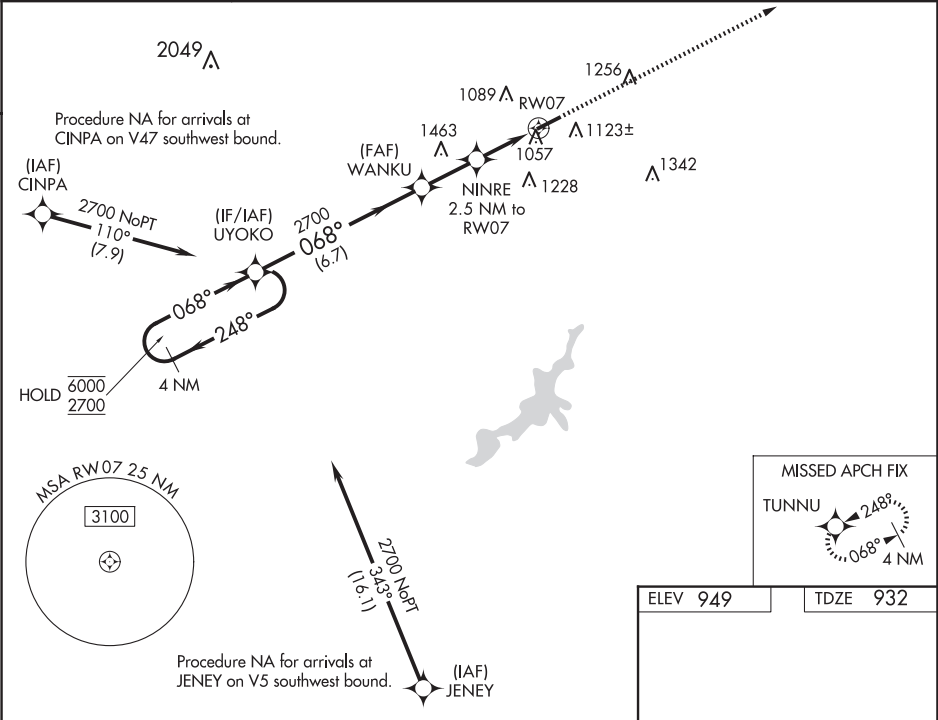 2049
1256
1089
RW07
Procedure NA for arrivals at
CINPA on V47 southwest bound.
1463
1123±
1057
(FAF)
WANKU
(IAF)
CINPA
1342
NINRE
2.5 NM to
RW07
1228
2700 NoPT
110°
(7.9)
(IF/IAF)
UYOKO
2700
068°
(6.7)
068°
248°
4 NM
HOLD
6000
2700
MSA RW07 25 NM
3100
MISSED APCH FIX
TUNNU
248°
068°
4 NM
2700 NoPT
343°
(16.1)
ELEV 949
TDZE 932
Procedure NA for arrivals at
JENEY on V5 southwest bound.
(IAF)
JENEY